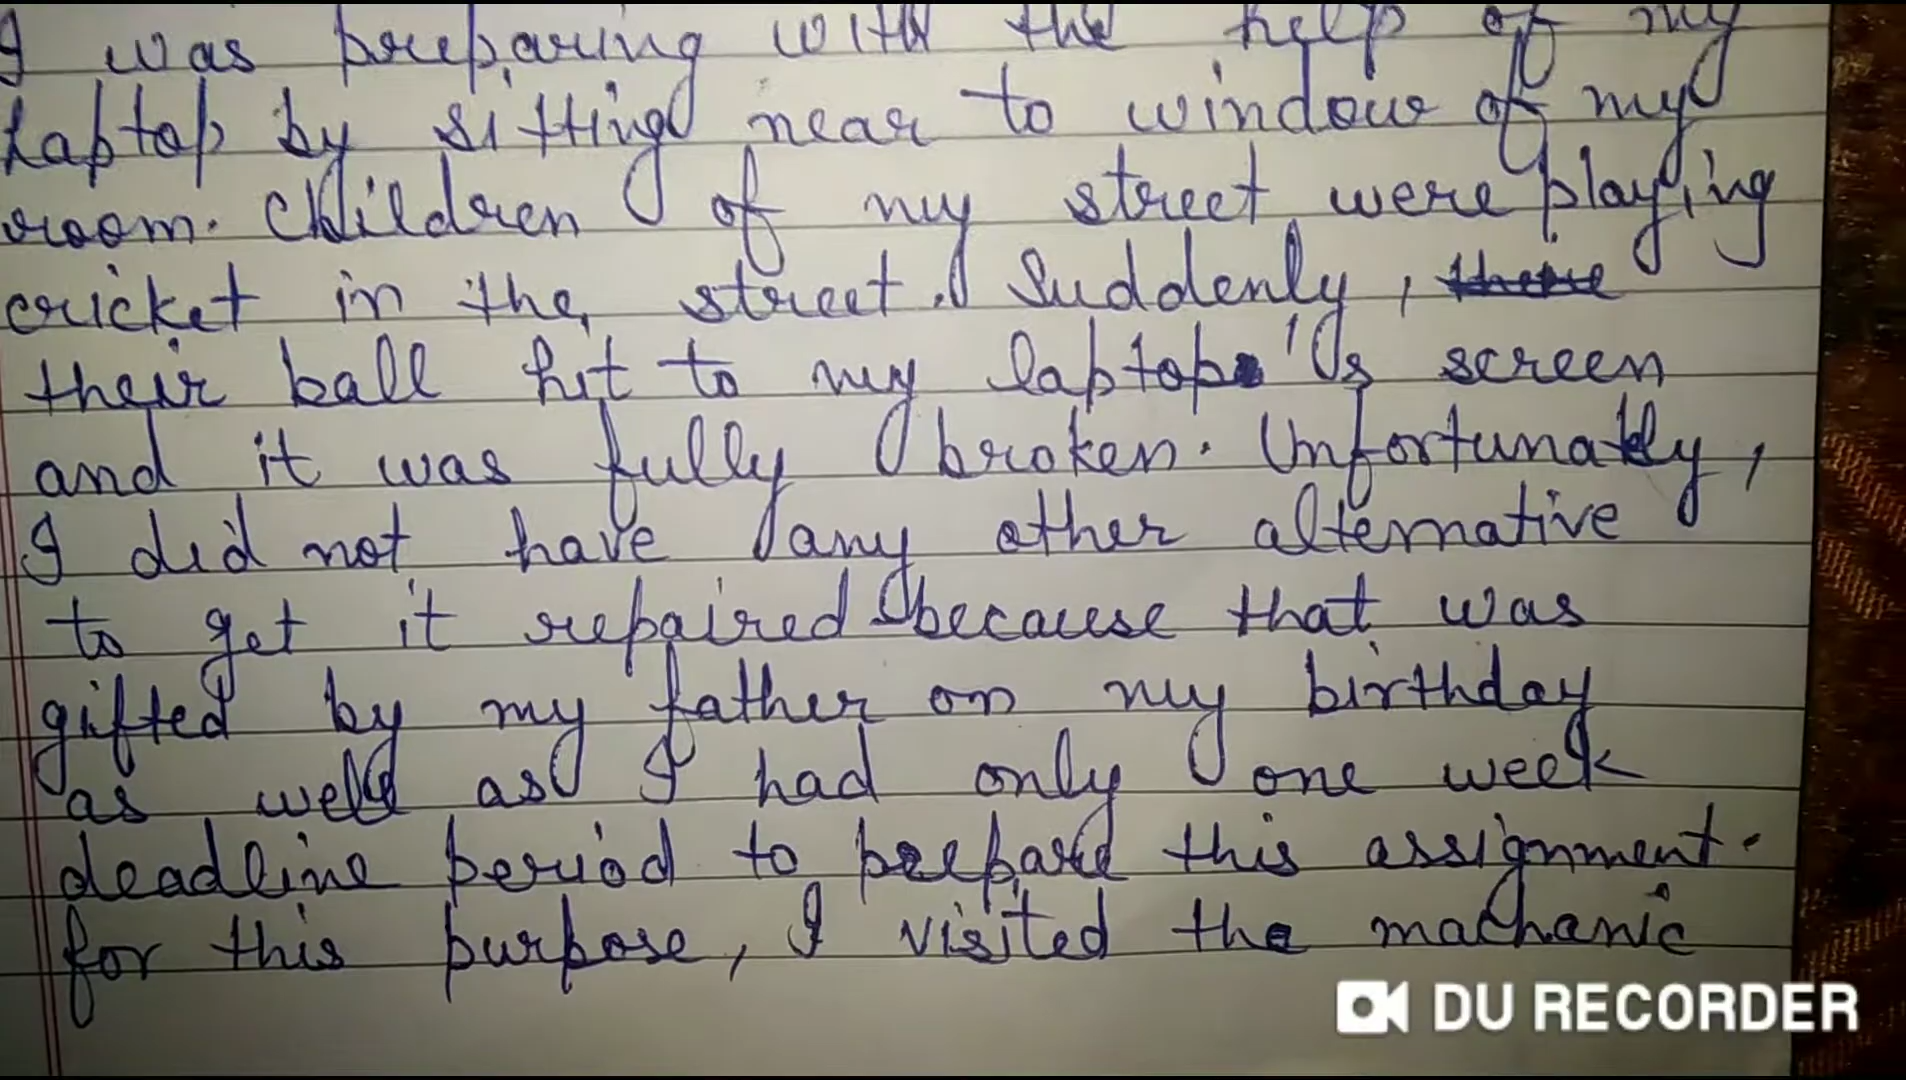 I was preparing with the help of my
Laptop by sitting near to window of my
room. Children of my street were playing
cricket in the street. Suddenly,
their ball hit to my laptop's screen
and it was fully broken. Unfortunately,
I did not have any other alternative
to get it repaired because that was
gifted by my father on my birthday
as well as I had only one week
deadline period to prepare this assignment.
for this purpose, I visited the machanic
DU RECORDER